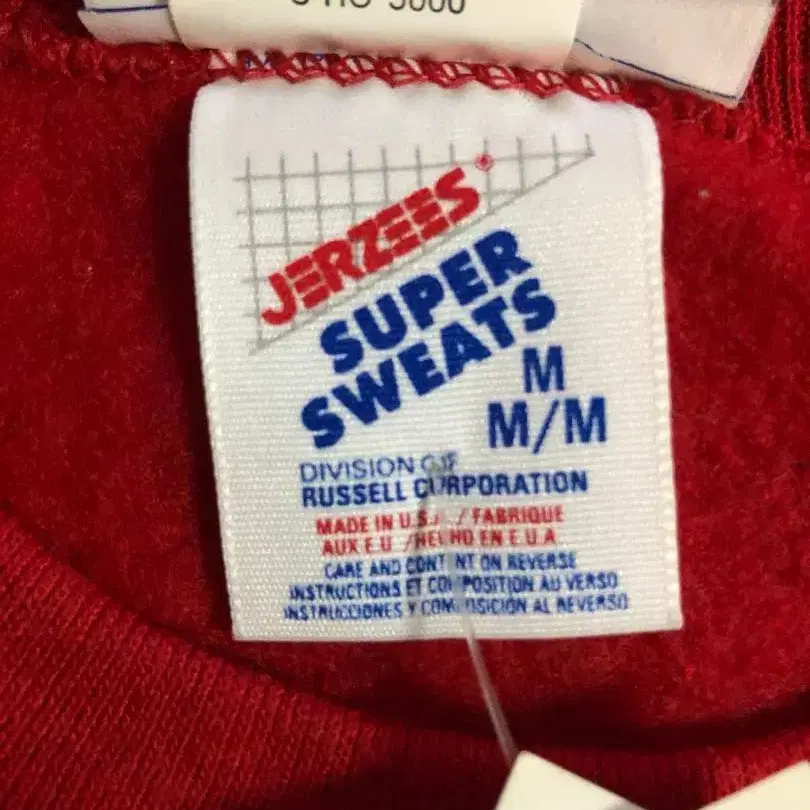 5000
JERZEES®
SUPER
SWEATS
M
M/M
DIVISION OF
RUSSELL CORPORATION
MADE IN U.S.A. / FABRIQUE
AUX E.U. / HECHO EN E.U.A.
CARE AND CONTENT ON REVERSE
INSTRUCTIONS ET COMPOSITION AU VERSO
INSTRUCCIONES Y COMPOSICION AL REVERSO